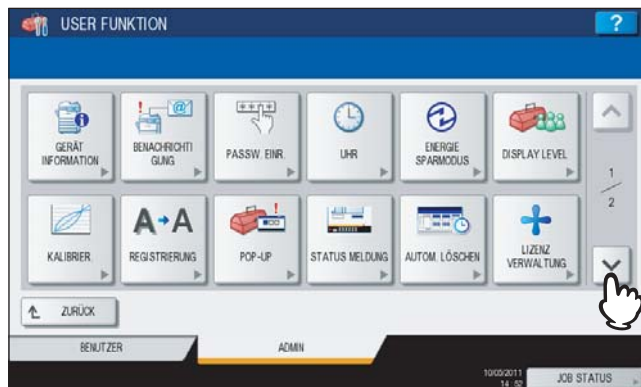 USER FUNKTION
?
GERÄT
INFORMATION
BENACHRICHTI
GUNG
PASSW. EINR.
UHR
ENERGIE
SPARMODUS
DISPLAY LEVEL
1
2
KALIBRIER.
A→A
REGISTRIERUNG
POP-UP
STATUS MELDUNG
AUTOM. LÖSCHEN
LIZENZ
VERWALTUNG
ZURÜCK
BENUTZER
ADMIN
10/05/2011
14 : 52
JOB STATUS